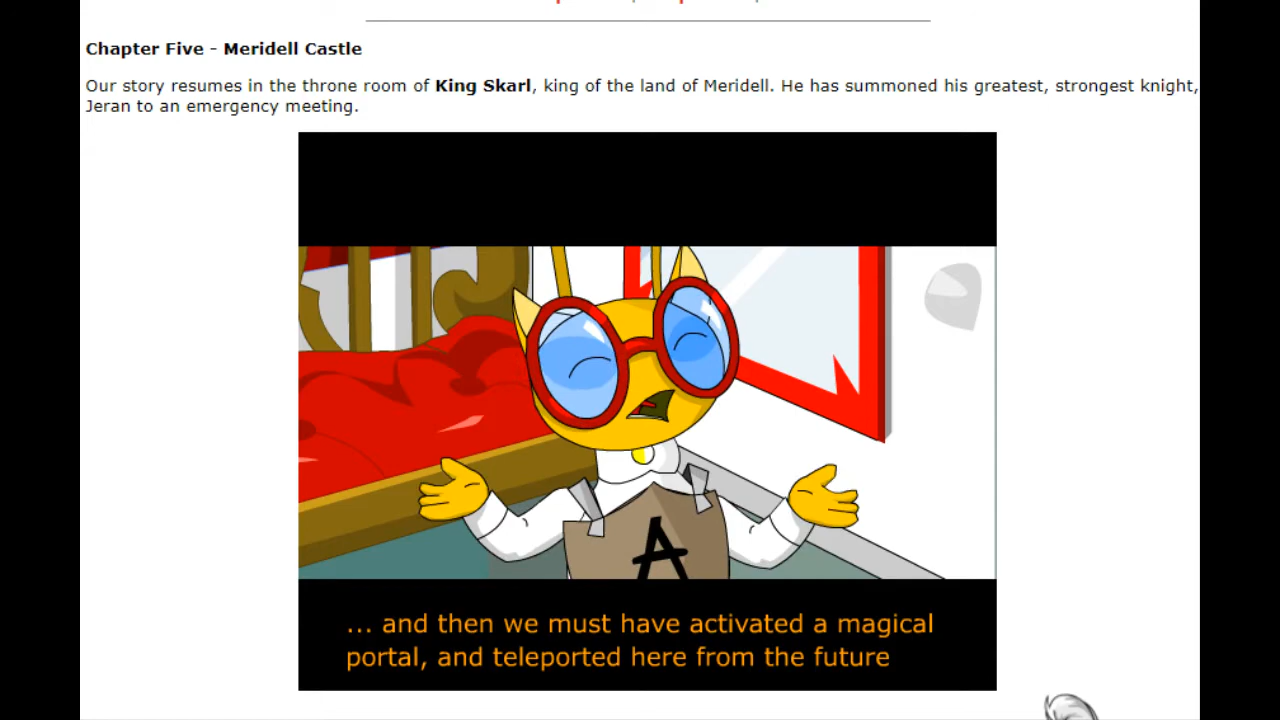 Chapter Five - Meridell Castle
Our story resumes in the throne room of King Skarl, king of the land of Meridell. He has summoned his greatest, strongest knight,
Jeran to an emergency meeting.
A
... and then we must have activated a magical
portal, and teleported here from the future